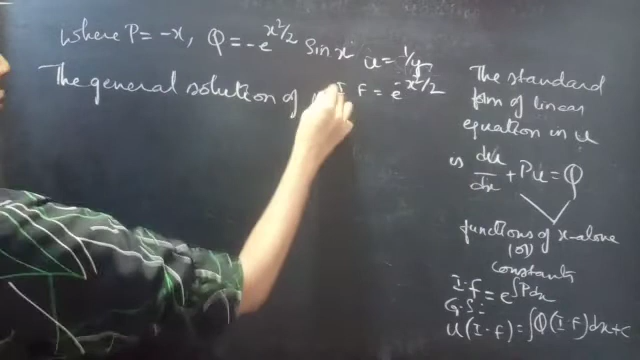 where P = -x, Q = -e^{x²/2} Sin x u = 1/y
The general solution of I F = e^{-x²/2}
The standard
form of linear
equation in u
is du/dx + Pu = Q
functions of x-alone
(or)
constants
I.f = e^{∫Pdx}
G.S:-
u(I.f) = ∫Q(I.f)dx+c